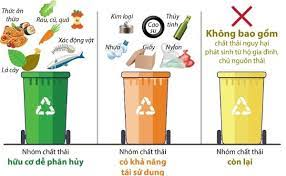 Thức ăn
thừa
Rau, củ, quả
Xác động vật
Lá cây
Kim loại
Cao
su
Thủy
tinh
Nhựa
Giấy
Nylon
Không bao gồm
chất thải nguy hại
phát sinh từ hộ gia đình,
chủ nguồn thải
Nhóm chất thải
hữu cơ dễ phân hủy
Nhóm chất thải
có khả năng
tái sử dụng
Nhóm chất thải
còn lại